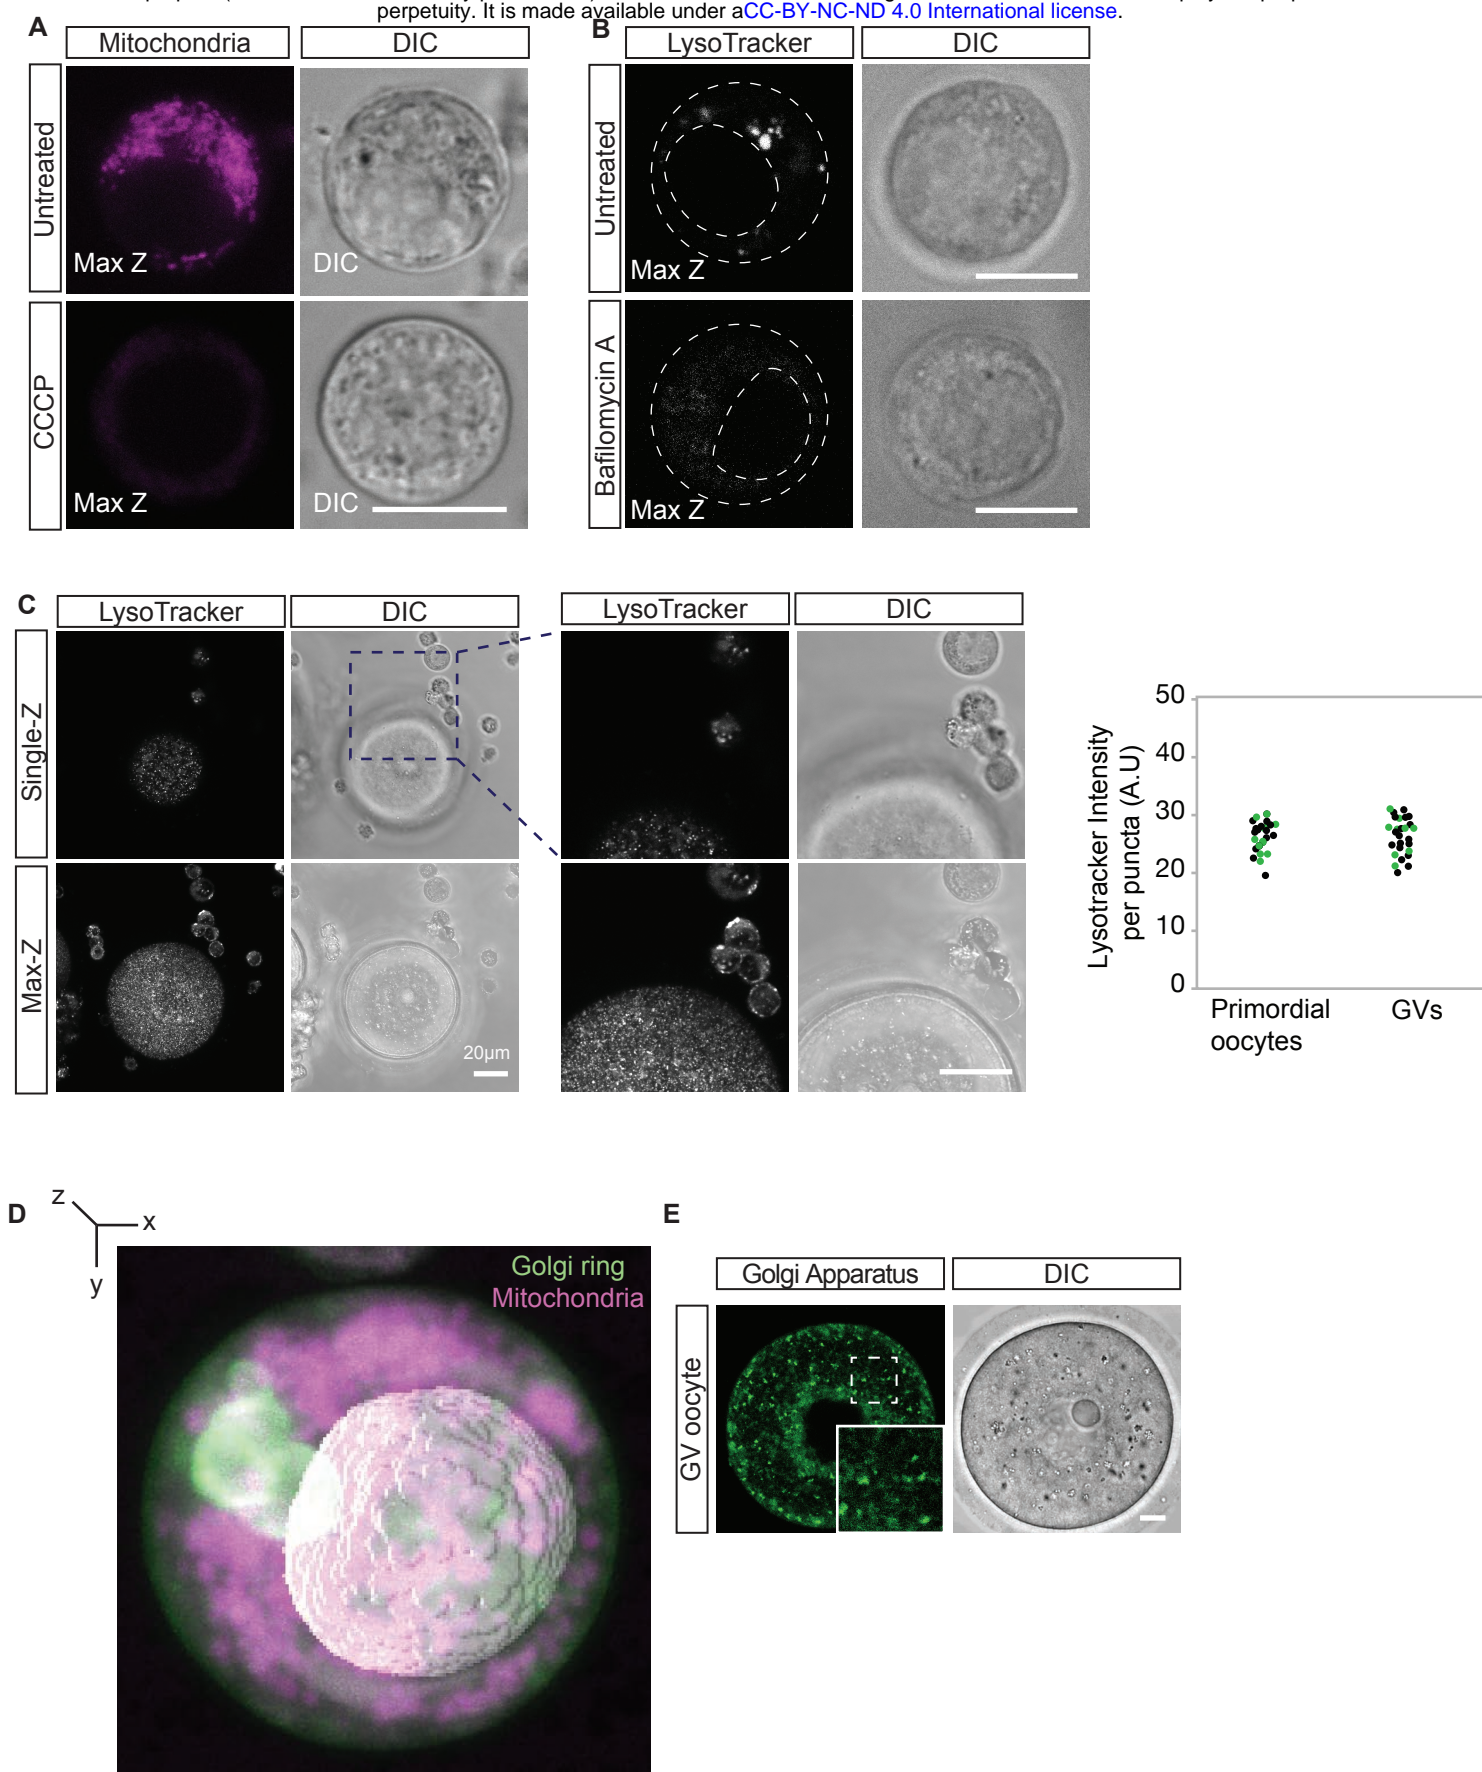 perpetuity. It is made available under aCC-BY-NC-ND 4.0 International license.
A
Mitochondria
DIC
Untreated
Max Z
DIC
CCCP
Max Z
DIC
B
LysoTracker
DIC
Untreated
Max Z
Bafilomycin A
Max Z
C
LysoTracker
DIC
LysoTracker
DIC
Single-Z
Max-Z
20µm
Lysotracker Intensity
per puncta (A.U)
50
40
30
20
10
0
Primordial
oocytes
GVs
D
z
x
y
Golgi ring
Mitochondria
E
Golgi Apparatus
DIC
GV oocyte